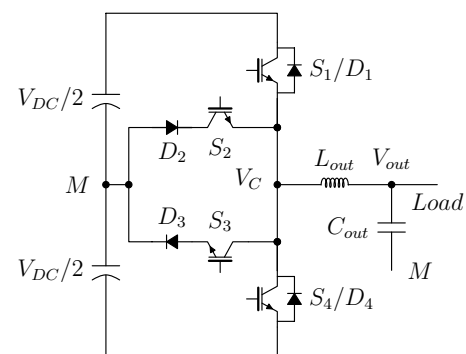 S1/D1
VDC/2
D2
S2
Lout
Vout
M
VC
D3
S3
Load
Cout
VDC/2
M
S4/D4